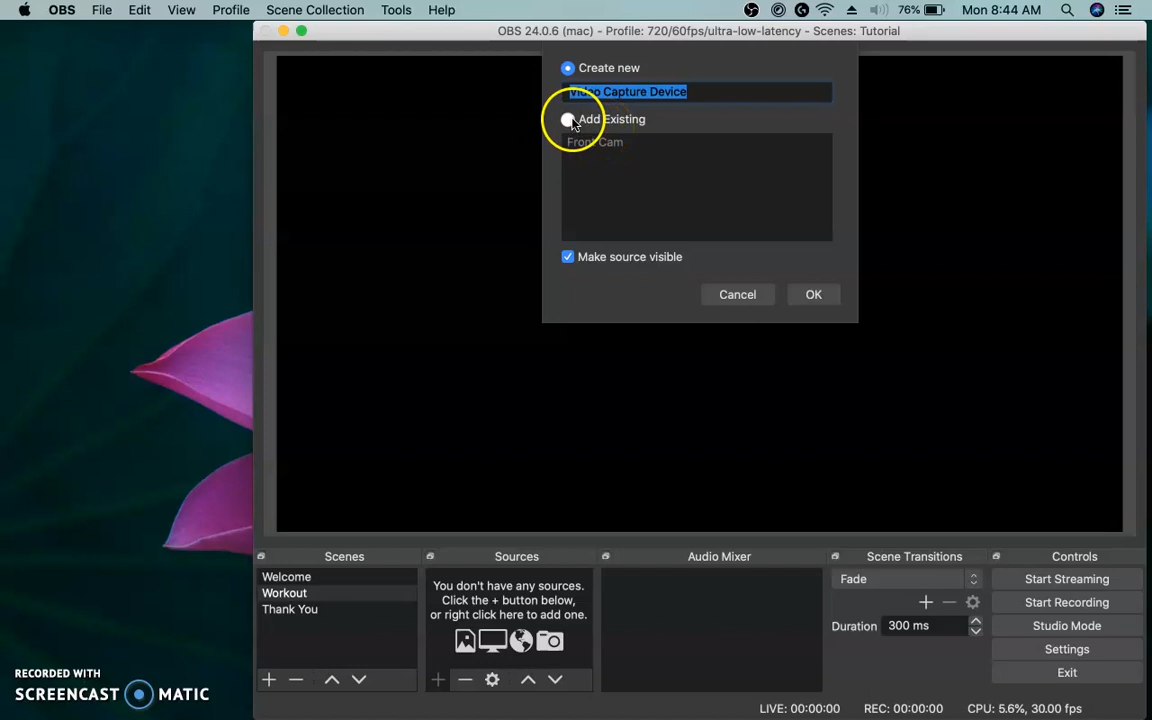 OBS File Edit View Profile Scene Collection Tools Help 76% Mon 8:44 AM
OBS 24.0.6 (mac) - Profile: 720/60fps/ultra-low-latency - Scenes: Tutorial
Create new
Video Capture Device
Add Existing
Front Cam
Make source visible
Cancel OK
Scenes Sources Audio Mixer Scene Transitions Controls
Welcome
Workout
Thank You
You don't have any sources.
Click the + button below,
or right click here to add one.
Fade
Duration 300 ms
Start Streaming
Start Recording
Studio Mode
Settings
Exit
LIVE: 00:00:00 REC: 00:00:00 CPU: 5.6%, 30.00 fps
RECORDED WITH
SCREENCAST MATIC